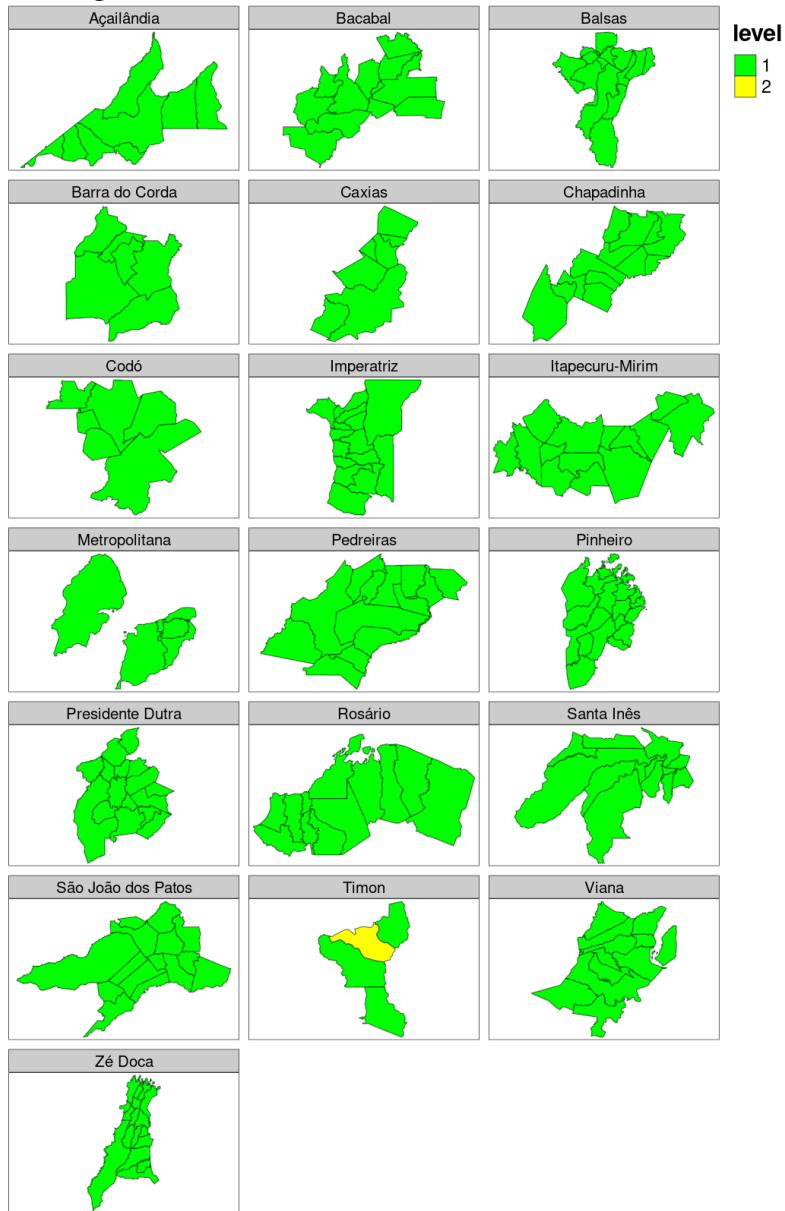 Açailândia
Bacabal
Balsas
level
1
2
Barra do Corda
Caxias
Chapadinha
Codó
Imperatriz
Itapecuru-Mirim
Metropolitana
Pedreiras
Pinheiro
Presidente Dutra
Rosário
Santa Inês
São João dos Patos
Timon
Viana
Zé Doca